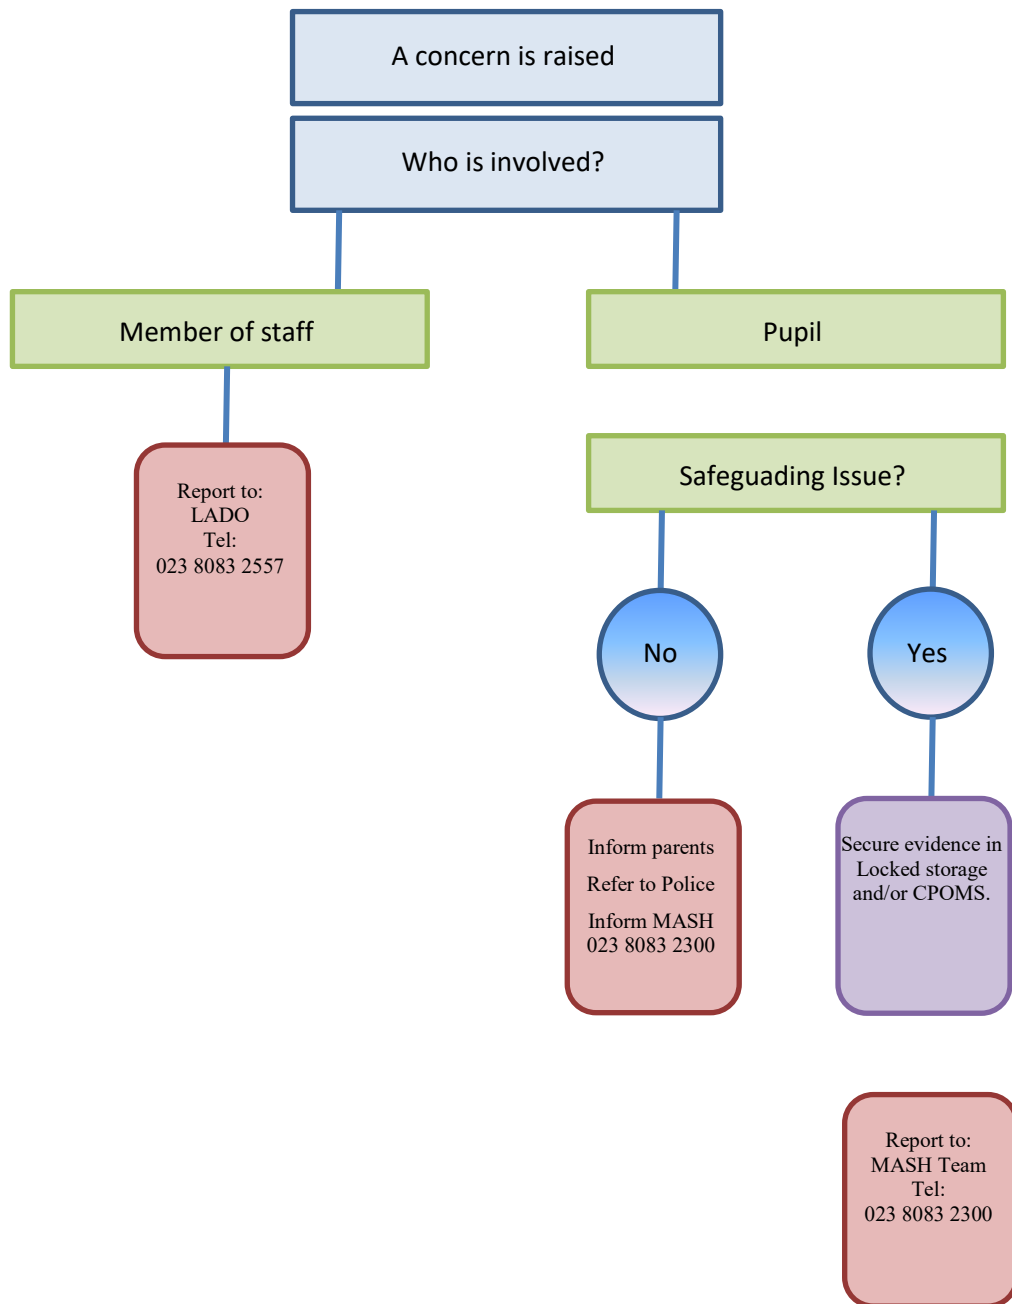 A concern is raised
Who is involved?
Member of staff
Pupil
Report to:
LADO
Tel:
023 8083 2557
Safeguading Issue?
No
Yes
Inform parents
Refer to Police
Inform MASH
023 8083 2300
Secure evidence in
Locked storage
and/or CPOMS.
Report to:
MASH Team
Tel:
023 8083 2300